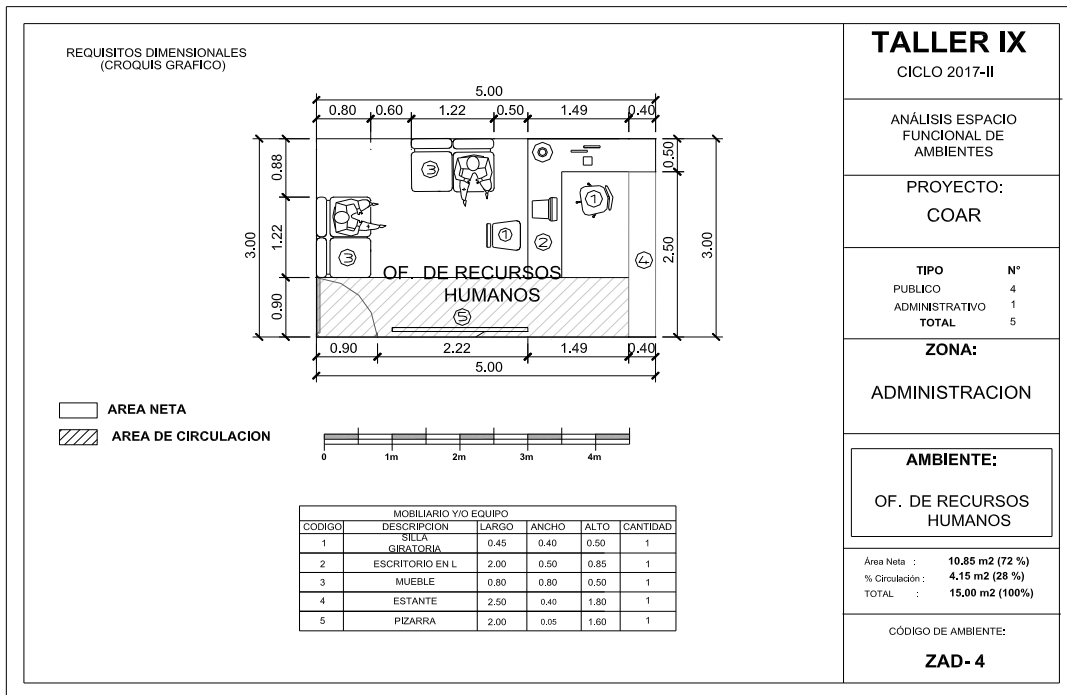 REQUISITOS DIMENSIONALES
(CROQUIS GRAFICO)
5.00
0.80 0.60 1.22 0.50 1.49 0.40
3.00
0.88
1.22
0.90
0.50
2.50
3.00
3
3
1
1
2
4
OF. DE RECURSOS
HUMANOS
5
0.90 2.22 1.49 0.40
5.00
AREA NETA
AREA DE CIRCULACION
0 1m 2m 3m 4m
MOBILIARIO Y/O EQUIPO
CODIGO DESCRIPCION LARGO ANCHO ALTO CANTIDAD
1 SILLA GIRATORIA 0.45 0.40 0.50 1
2 ESCRITORIO EN L 2.00 0.50 0.85 1
3 MUEBLE 0.80 0.80 0.50 1
4 ESTANTE 2.50 0.40 1.80 1
5 PIZARRA 2.00 0.05 1.60 1
TALLER IX
CICLO 2017-II
ANÁLISIS ESPACIO
FUNCIONAL DE
AMBIENTES
PROYECTO:
COAR
TIPO N°
PUBLICO 4
ADMINISTRATIVO 1
TOTAL 5
ZONA:
ADMINISTRACION
AMBIENTE:
OF. DE RECURSOS
HUMANOS
Área Neta : 10.85 m2 (72 %)
% Circulación : 4.15 m2 (28 %)
TOTAL : 15.00 m2 (100%)
CÓDIGO DE AMBIENTE:
ZAD- 4